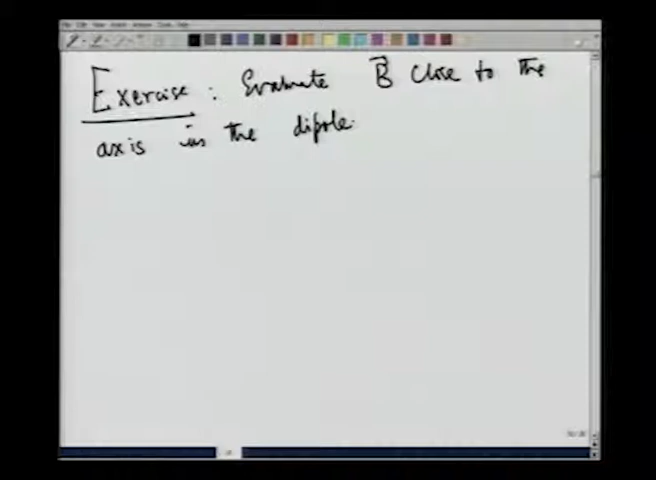 Exercise : Evaluate B⃗ close to the
axis in the dipole.